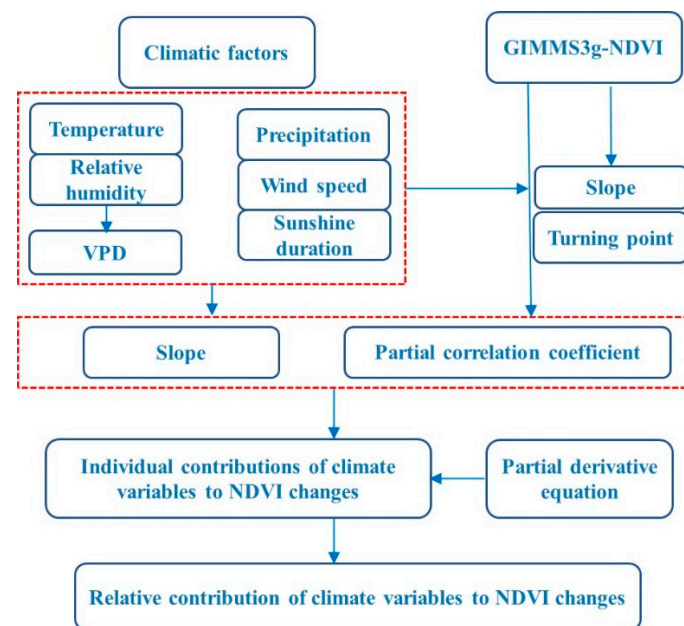 Climatic factors
GIMMS3g-NDVI
Temperature
Relative
humidity
VPD
Precipitation
Wind speed
Sunshine
duration
Slope
Turning point
Slope
Partial correlation coefficient
Individual contributions of climate
variables to NDVI changes
Partial derivative
equation
Relative contribution of climate variables to NDVI changes